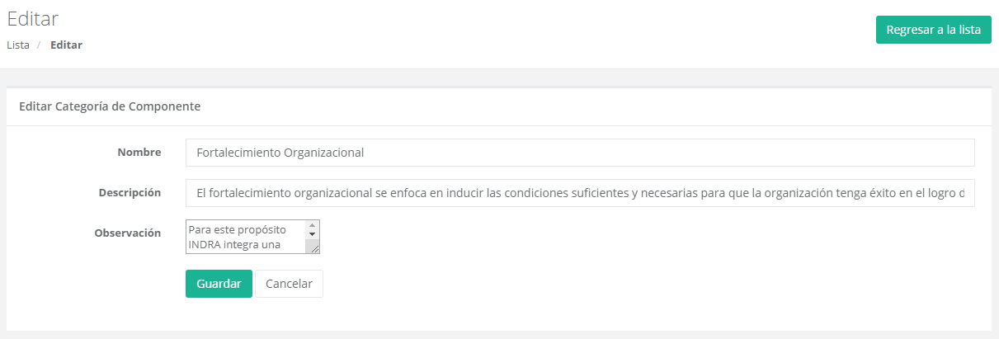 Editar
Regresar a la lista
Lista / Editar
Editar Categoría de Componente
Nombre Fortalecimiento Organizacional
Descripción El fortalecimiento organizacional se enfoca en inducir las condiciones suficientes y necesarias para que la organización tenga éxito en el logro d
Observación Para este propósito
INDRA integra una
Guardar Cancelar